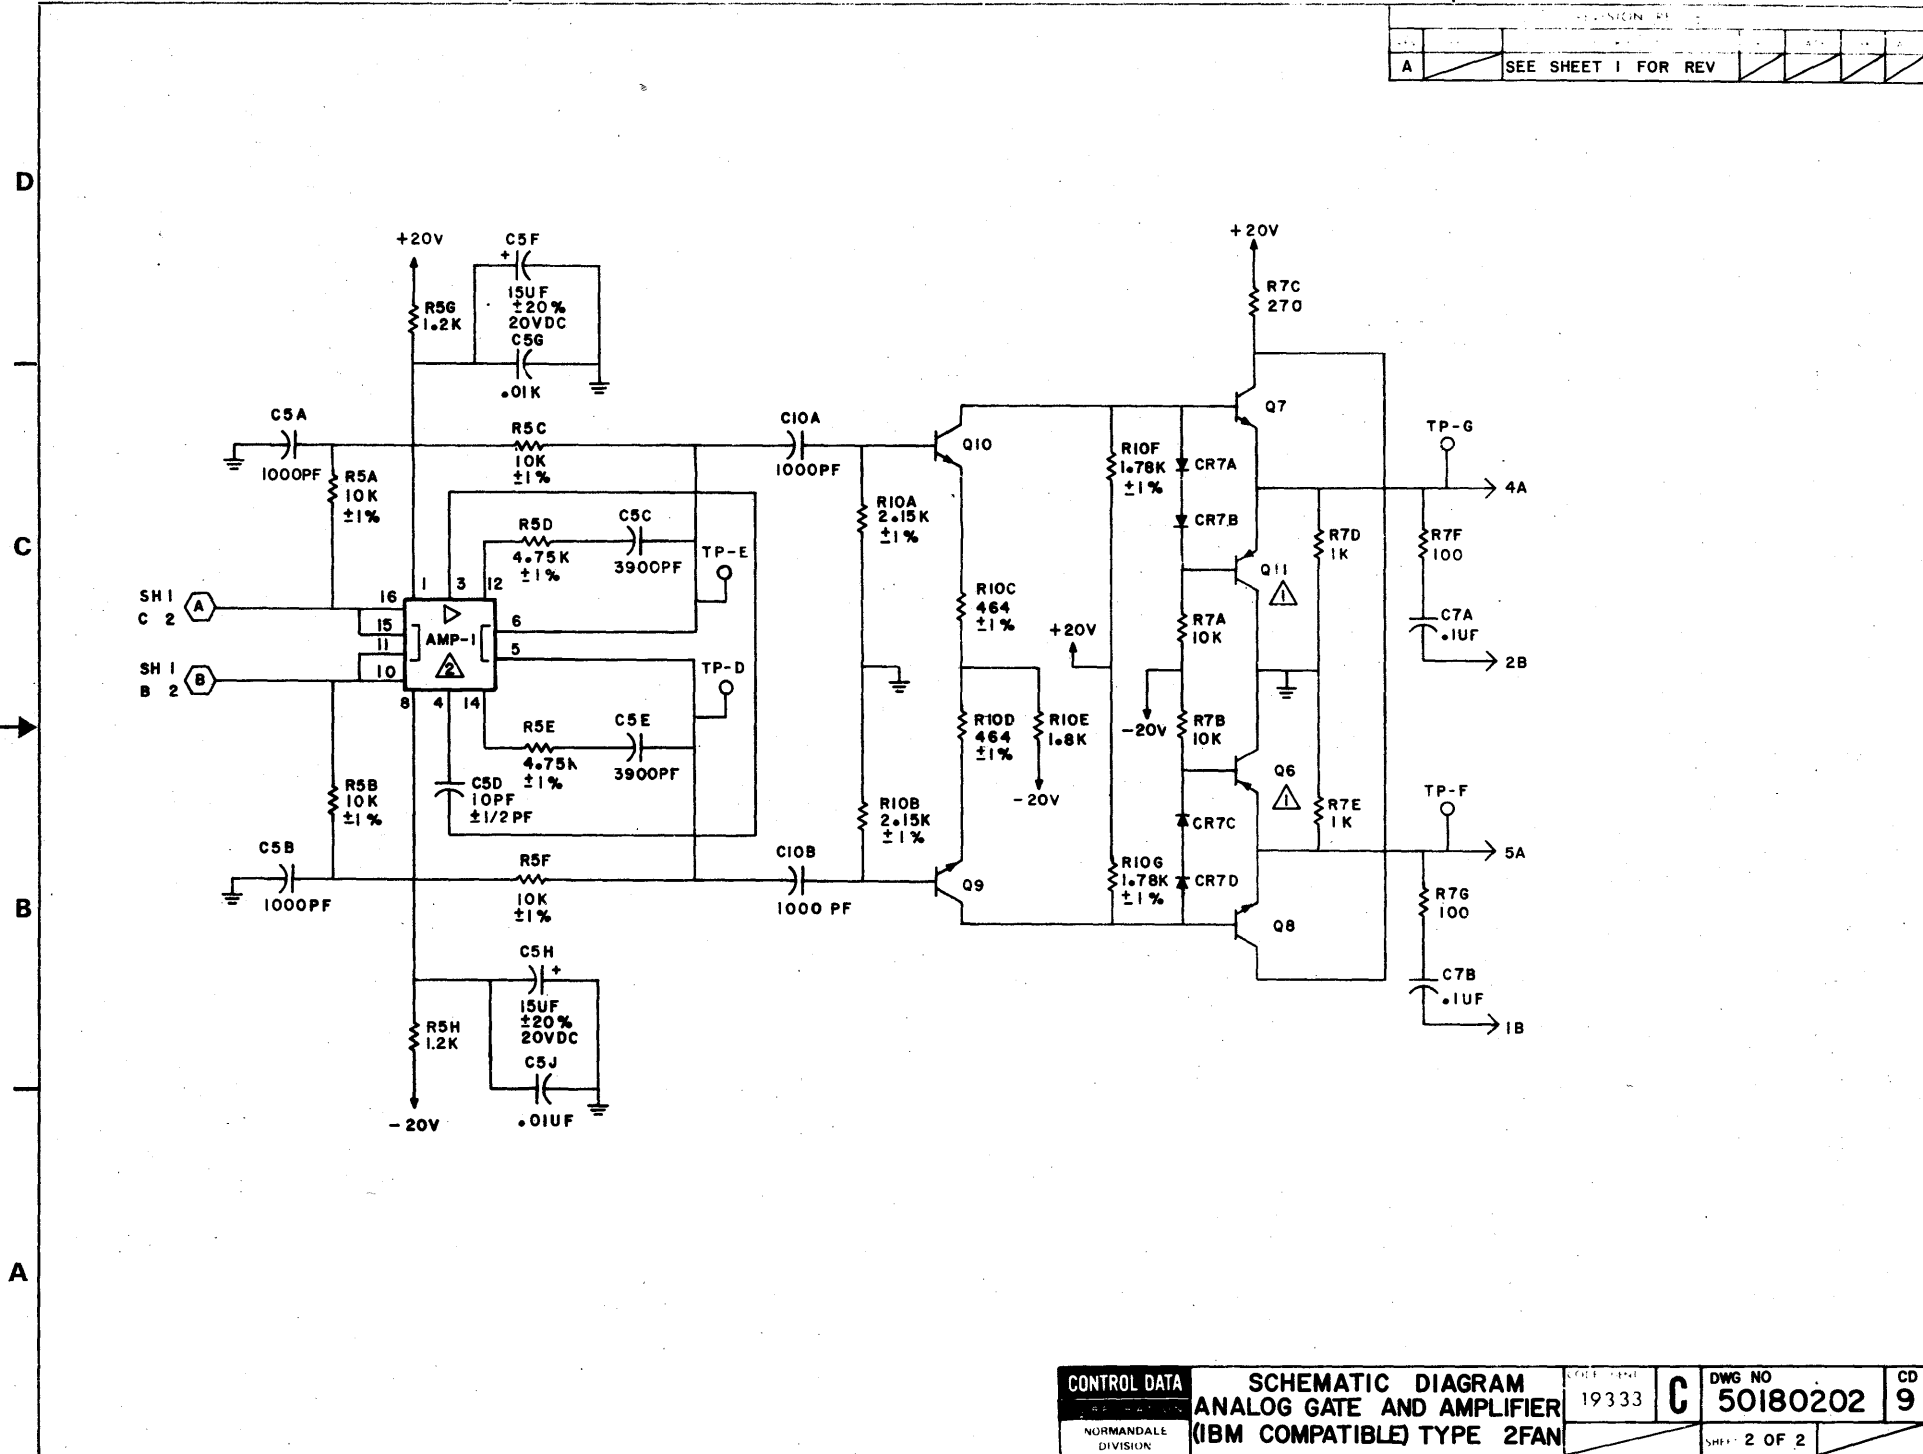 A
SEE SHEET 1 FOR REV
D
C
B
A
+20V
C5F
+
15UF
±20%
20VDC
R5G
1.2K
C5G
.01K
C5A
1000PF
R5A
10K
±1%
R5C
10K
±1%
C10A
1000PF
Q10
R5D
4.75K
±1%
C5C
3900PF
TP-E
R10A
2.15K
±1%
SH 1
C 2
A
16
15
11
10
1
3
12
AMP-1
2
6
5
8
4
14
SH 1
B 2
B
TP-D
R5E
4.75K
±1%
C5E
3900PF
C5D
10PF
±1/2PF
R5B
10K
±1%
C5B
1000PF
R5F
10K
±1%
C10B
1000 PF
R10B
2.15K
±1%
Q9
C5H
+
15UF
±20%
20VDC
R5H
1.2K
C5J
.01UF
-20V
R10C
464
±1%
R10D
464
±1%
R10E
1.8K
-20V
+20V
R7C
270
Q7
R10F
1.78K
±1%
CR7A
CR7B
Q11
1
+20V
R7A
10K
-20V
R7B
10K
Q6
1
CR7C
CR7D
R10G
1.78K
±1%
Q8
R7D
1K
R7E
1K
TP-G
4A
R7F
100
C7A
.1UF
2B
TP-F
5A
R7G
100
C7B
.1UF
1B
CONTROL DATA
NORMANDALE
DIVISION
SCHEMATIC DIAGRAM
ANALOG GATE AND AMPLIFIER
(IBM COMPATIBLE) TYPE 2FAN
19333
C
DWG NO
50180202
CD
9
2 OF 2